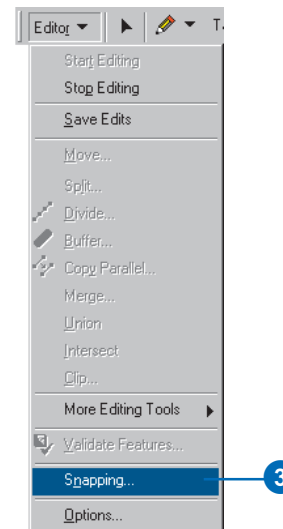 Editor
Start Editing
Stop Editing
Save Edits
Move...
Split...
Divide...
Buffer...
Copy Parallel...
Merge...
Union
Intersect
Clip...
More Editing Tools
Validate Features...
Snapping...
3
Options...